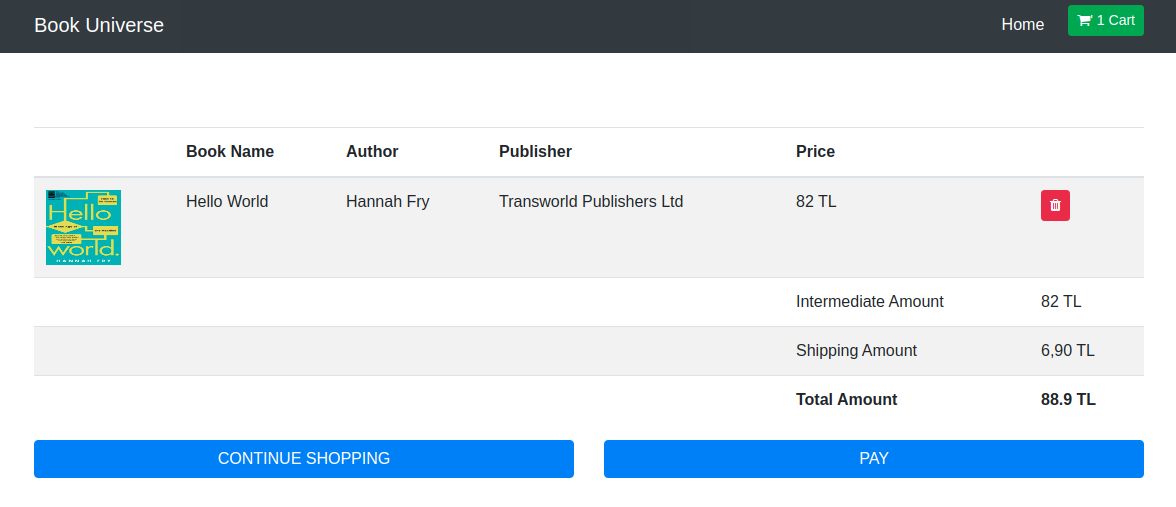 Book Universe Home 1 Cart
Book Name Author Publisher Price
Hello World Hannah Fry Transworld Publishers Ltd 82 TL
Hello
world.
HANNAH FRY
Intermediate Amount 82 TL
Shipping Amount 6,90 TL
Total Amount 88.9 TL
CONTINUE SHOPPING PAY